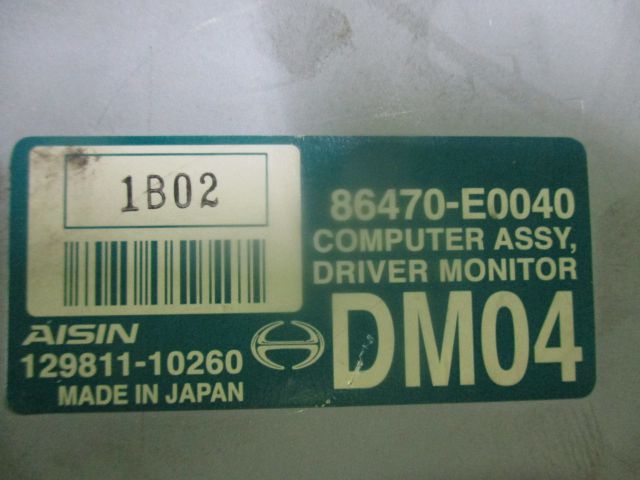 1B02
86470-E0040
COMPUTER ASSY,
DRIVER MONITOR
DM04
AISIN
129811-10260
MADE IN JAPAN